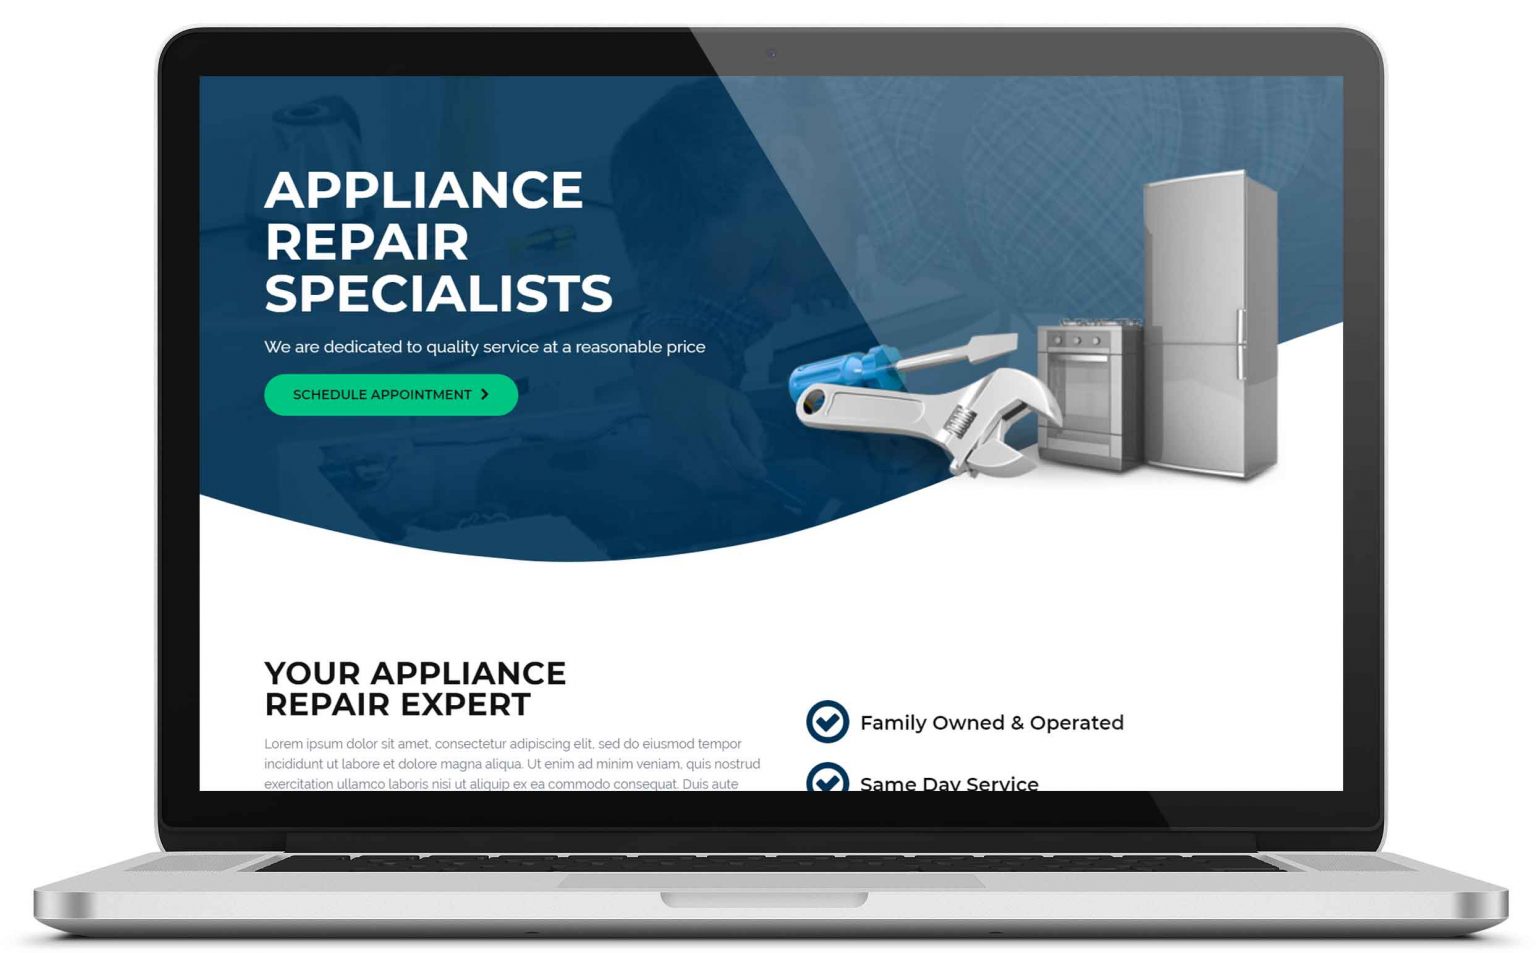 APPLIANCE
REPAIR
SPECIALISTS
We are dedicated to quality service at a reasonable price
SCHEDULE APPOINTMENT
YOUR APPLIANCE
REPAIR EXPERT
Lorem ipsum dolor sit amet, consectetur adipiscing elit, sed do eiusmod tempor
incididunt ut labore et dolore magna aliqua. Ut enim ad minim veniam, quis nostrud
exercitation ullamco laboris nisi ut aliquip ex ea commodo consequat. Duis aute
Family Owned & Operated
Same Day Service